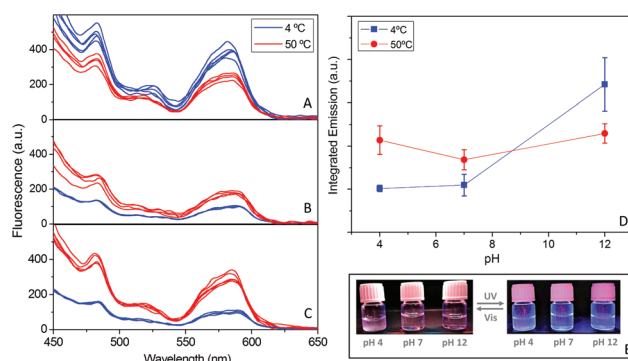 4 ºC
50 ºC
400
200
0
A
400
200
0
B
400
200
0
C
450 500 550 600 650
Fluorescence (a.u.)
Wavelength (nm)
4ºC
50ºC
Integrated Emission (a.u.)
4 6 8 10 12
pH
D
pH 4 pH 7 pH 12
UV
Vis
pH 4 pH 7 pH 12